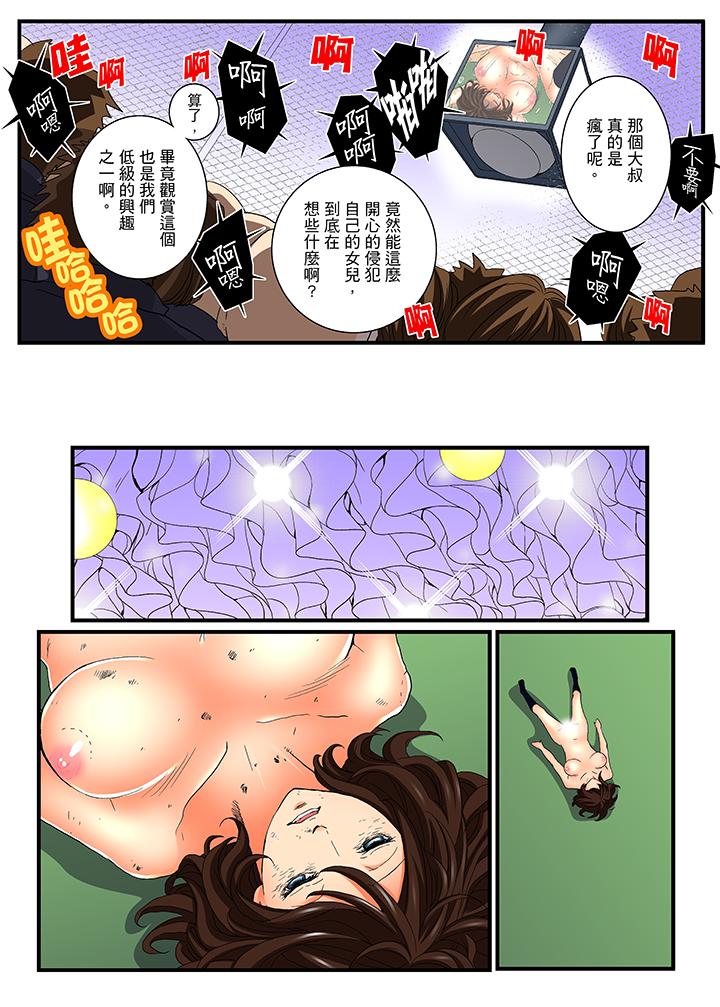 那個大叔
真的是
瘋了呢。
不要啊
啊嗯
竟然能這麼
開心的侵犯
自己的女兒，
到底在
想些什麼啊？
啪啪
啊啊
啊啊
算了，
畢竟觀賞這個
也是我們
低級的興趣
之一啊。
啊嗯
啊嗯
哇
啊
啊
啊
啊
啊
啊
啊
哇哈哈哈